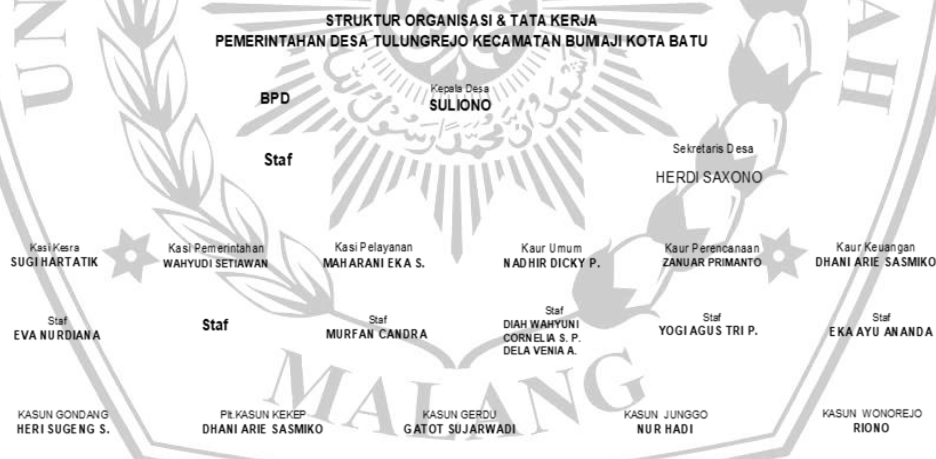 STRUKTUR ORGANISASI & TATA KERJA
PEMERINTAHAN DESA TULUNGREJO KECAMATAN BUMIAJI KOTA BATU
BPD
Kepala Desa
SULIONO
Staf
Sekretaris Desa
HERDI SAXONO
Kasi Kesra
SUGI HARTATIK
Kasi Pemerintahan
WAHYUDI SETIAWAN
Kasi Pelayanan
MAHARANI EKA S.
Kaur Umum
NADHIR DICKY P.
Kaur Perencanaan
ZANUAR PRIMANTO
Kaur Keuangan
DHANI ARIE SASMIKO
Staf
EVA NURDIANA
Staf
Staf
MURFAN CANDRA
Staf
DIAH WAHYUNI
CORNELIA S. P.
DELA VENIA A.
Staf
YOGI AGUS TRI P.
Staf
EKA AYU ANANDA
KASUN GONDANG
HERI SUGENG S.
Plt.KASUN KEKEP
DHANI ARIE SASMIKO
KASUN GERDU
GATOT SUJARWADI
KASUN JUNGGO
NUR HADI
KASUN WONOREJO
RIONO
UN
AH
MALANG